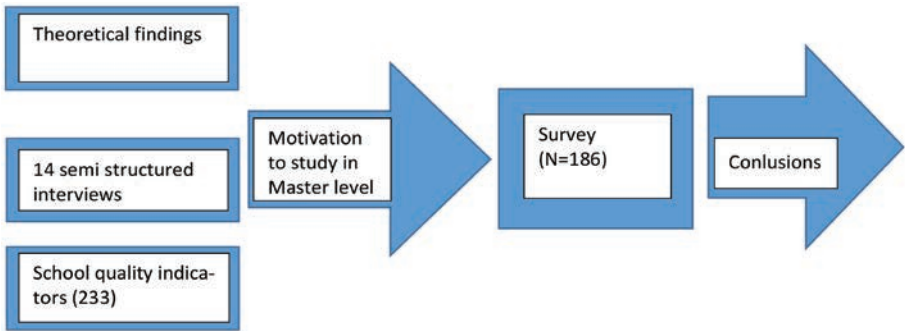 Theoretical findings
14 semi structured
interviews
School quality indica-
tors (233)
Motivation
to study in
Master level
Survey
(N=186)
Conlusions